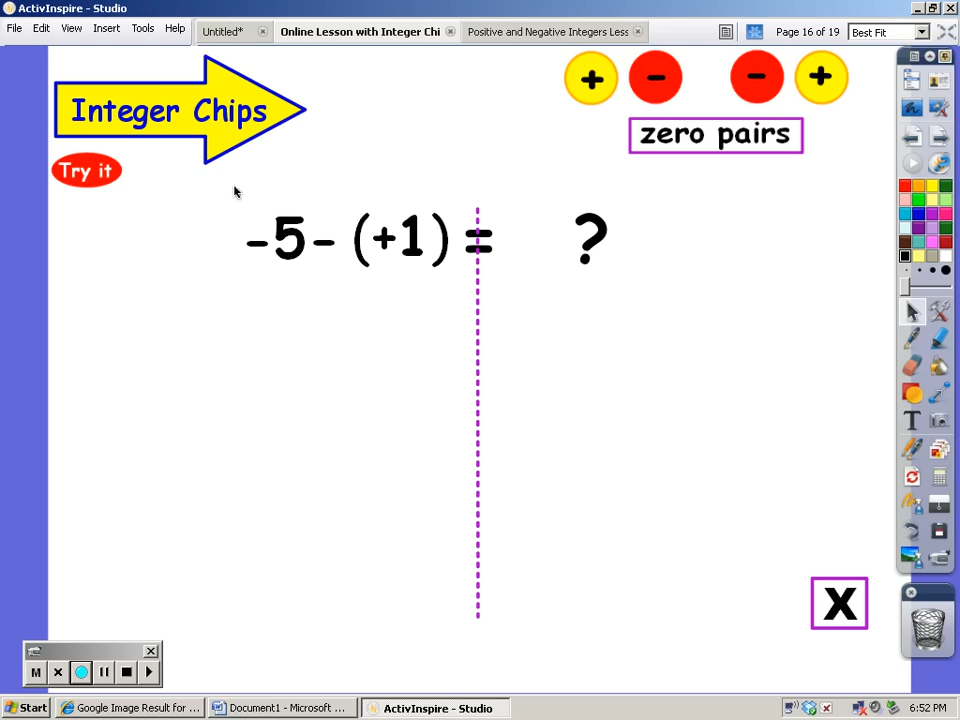 ActivInspire - Studio
File Edit View Insert Tools Help
Untitled*
Online Lesson with Integer Chi
Positive and Negative Integers Less
Page 16 of 19
Best Fit
Integer Chips
+ - - +
zero pairs
Try it
-5- (+1) = ?
x
M
T
Start
Google Image Result for ...
Document1 - Microsoft ...
ActivInspire - Studio
6:52 PM